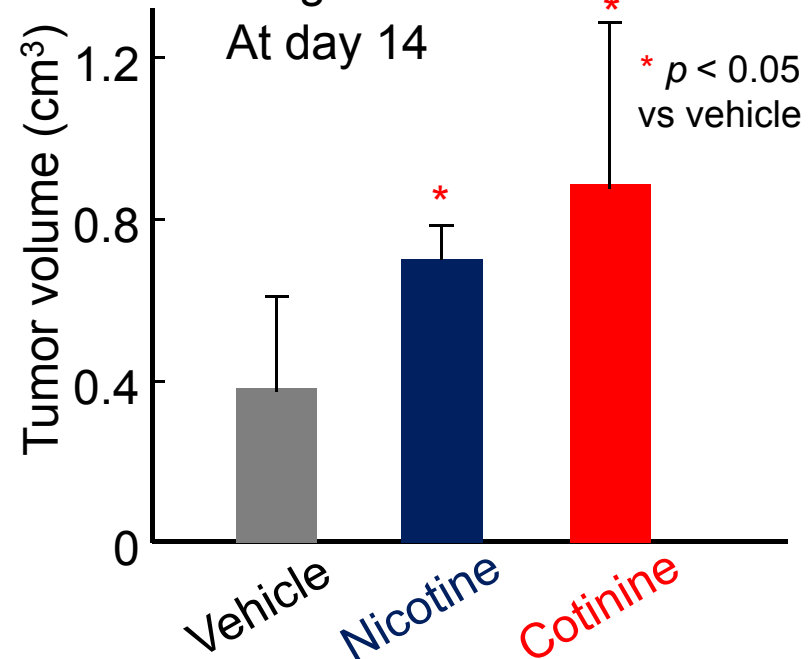 At day 14
*
* p < 0.05
vs vehicle
*
Tumor volume (cm³)
1.2
0.8
0.4
0
Vehicle
Nicotine
Cotinine